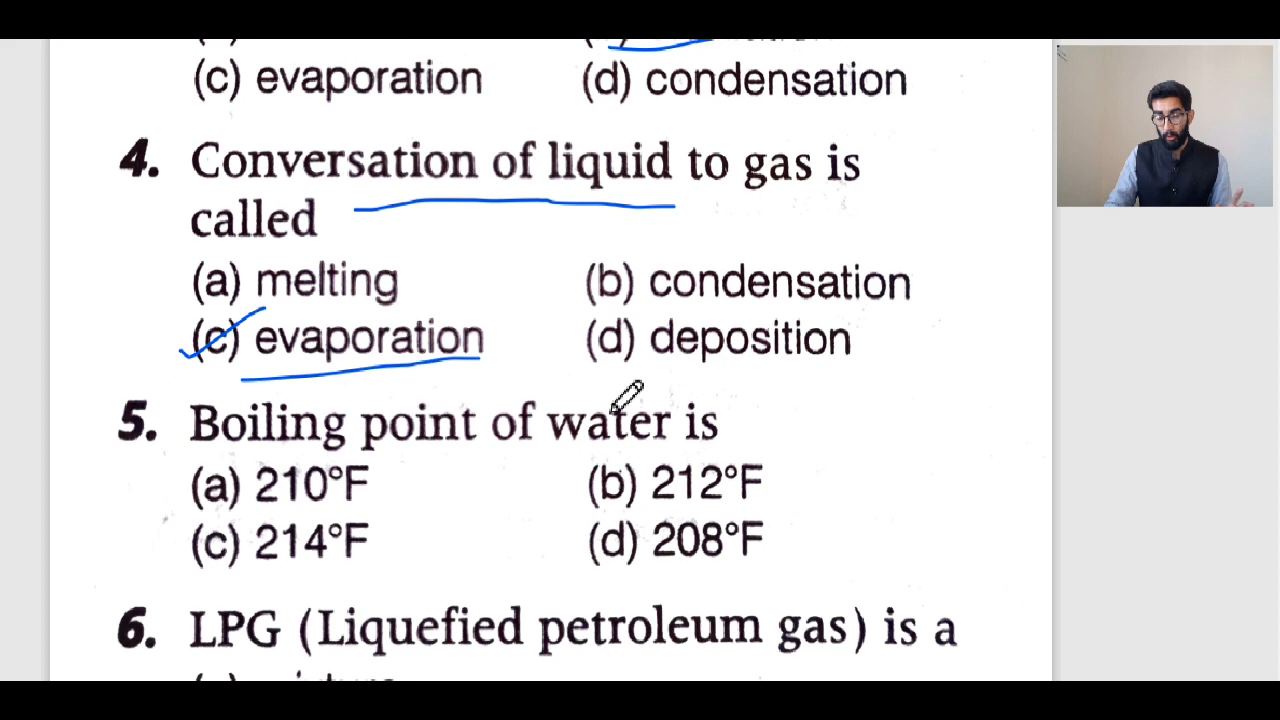 (c) evaporation (d) condensation
4. Conversation of liquid to gas is
called
(a) melting (b) condensation
(c) evaporation (d) deposition
5. Boiling point of water is
(a) 210°F (b) 212°F
(c) 214°F (d) 208°F
6. LPG (Liquefied petroleum gas) is a